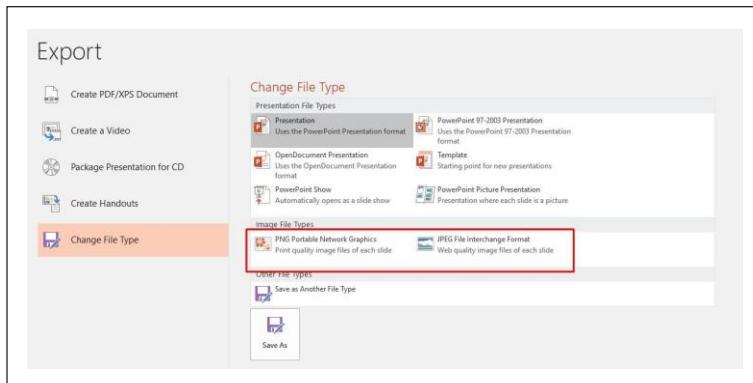 Export
Create PDF/XPS Document
Create a Video
Package Presentation for CD
Create Handouts
Change File Type
Change File Type
Presentation File Types
Presentation
Uses the PowerPoint Presentation format
PowerPoint 97-2003 Presentation
Uses the PowerPoint 97-2003 Presentation
format
OpenDocument Presentation
Uses the OpenDocument Presentation
format
Template
Starting point for new presentations
PowerPoint Show
Automatically opens as a slide show
PowerPoint Picture Presentation
Presentation where each slide is a picture
Image File Types
PNG Portable Network Graphics
Print quality image files of each slide
JPEG File Interchange Format
Web quality image files of each slide
Other File Types
Save as Another File Type
Save As